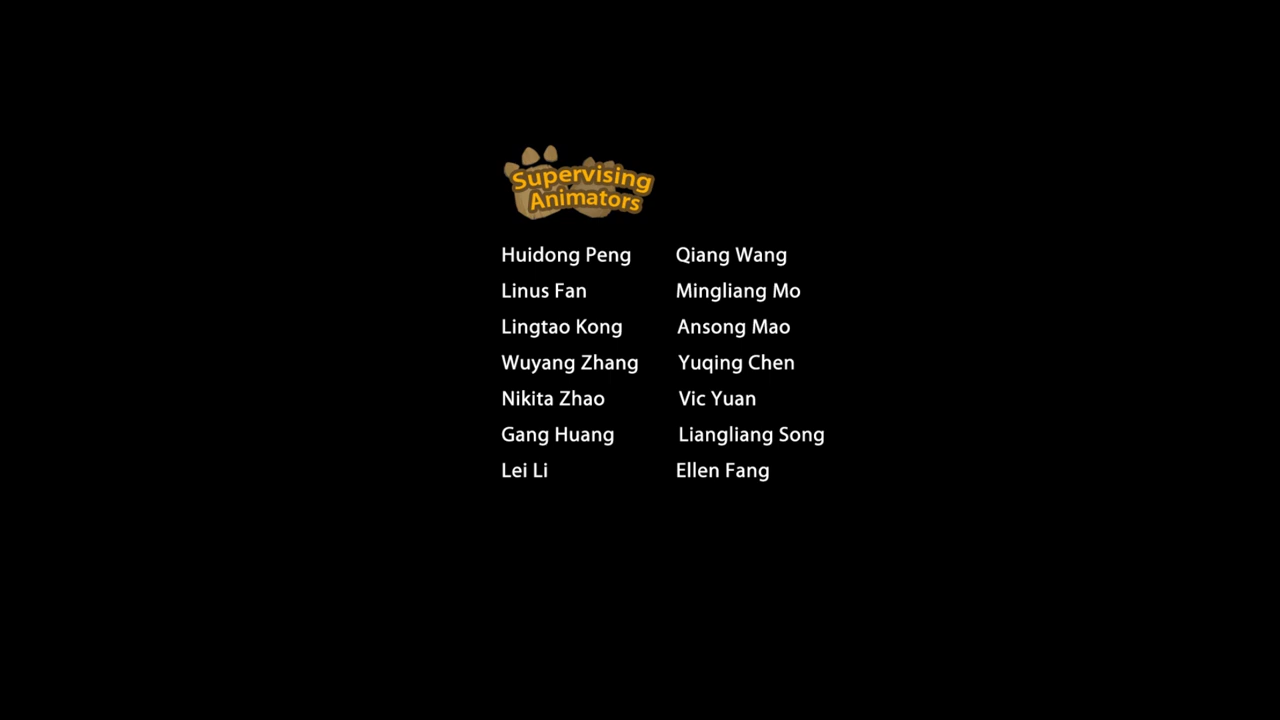 Supervising
Animators
Huidong Peng Qiang Wang
Linus Fan Mingliang Mo
Lingtao Kong Ansong Mao
Wuyang Zhang Yuqing Chen
Nikita Zhao Vic Yuan
Gang Huang Liangliang Song
Lei Li Ellen Fang